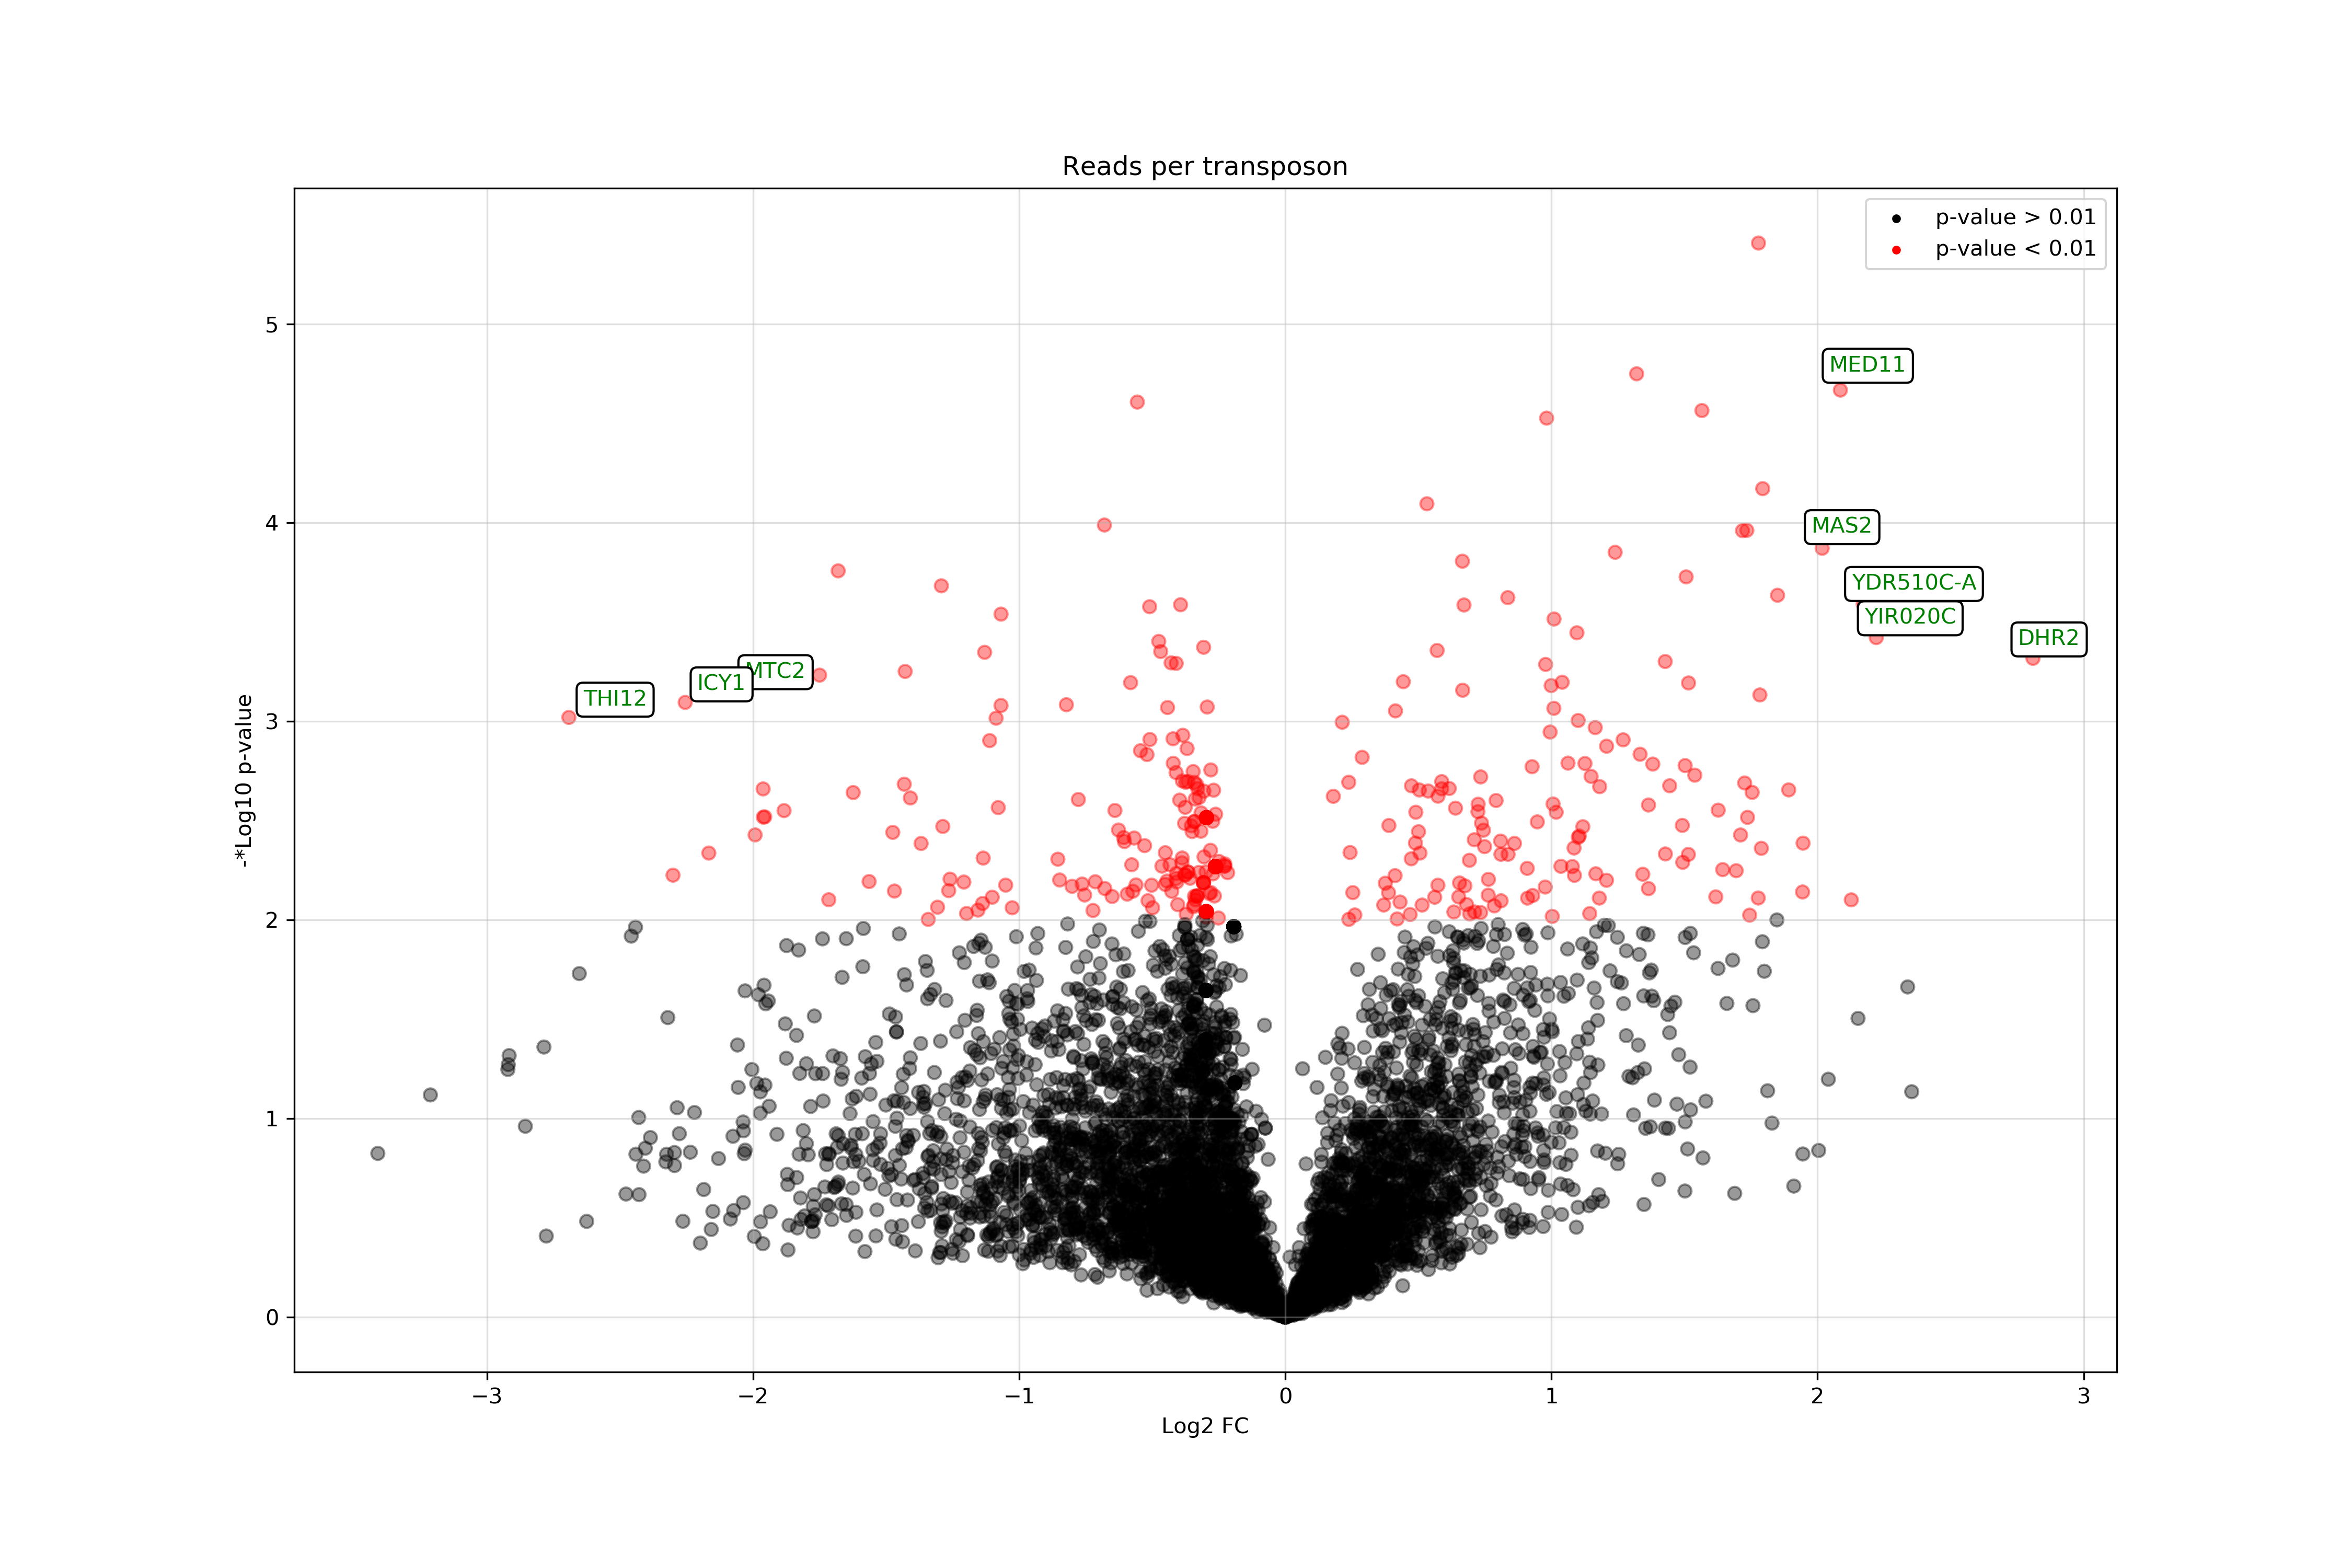 Reads per transposon
p-value > 0.01
p-value < 0.01
MED11
MAS2
YDR510C-A
YIR020C
DHR2
MTC2
ICY1
THI12
-*Log10 p-value
5
4
3
2
1
0
−3
−2
−1
0
1
2
3
Log2 FC